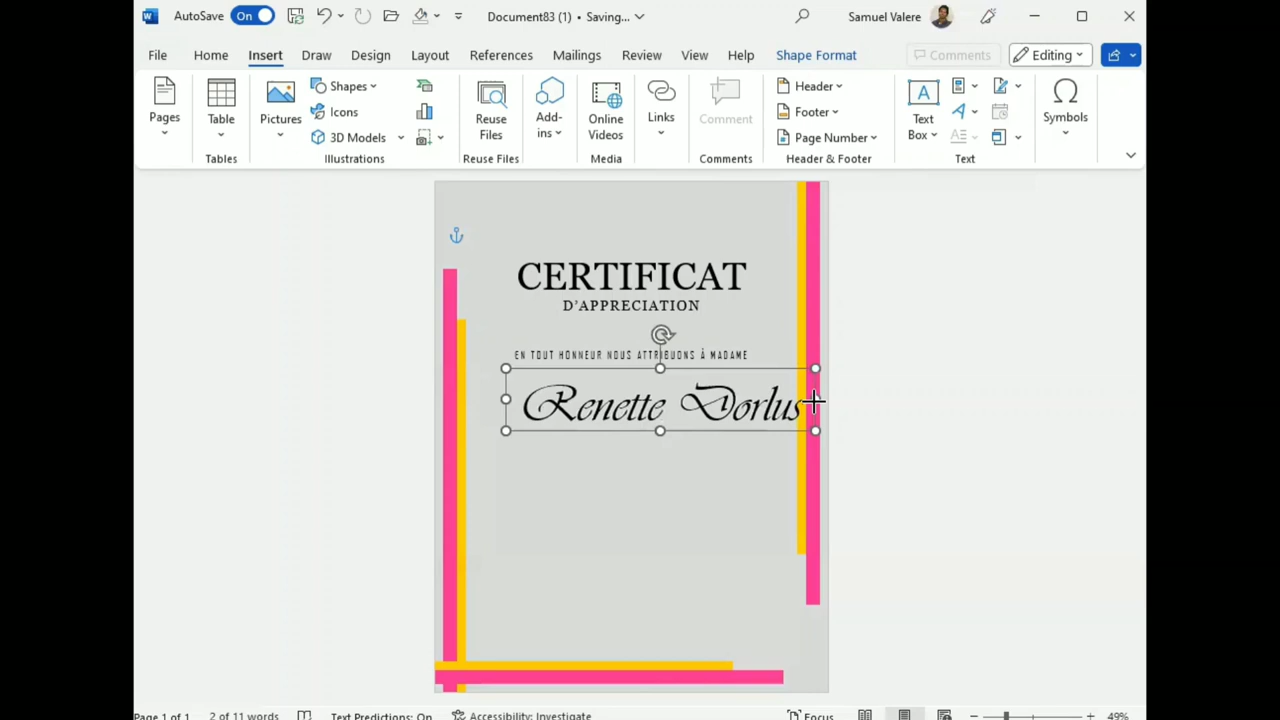 AutoSave On Document83 (1) • Saving... Samuel Valere
File Home Insert Draw Design Layout References Mailings Review View Help Shape Format Comments Editing
Pages
Table
Pictures
Shapes
Icons
3D Models
Reuse
Files
Add-
ins
Online
Videos
Links
Comment
Header
Footer
Page Number
A
Text
Box
Symbols
Tables Illustrations Reuse Files Media Comments Header & Footer Text
CERTIFICAT
D’APPRECIATION
EN TOUT HONNEUR NOUS ATTRIBUONS À MADAME
Renette Dorlus
Page 1 of 1 2 of 11 words Text Predictions: On Accessibility: Investigate Focus 49%